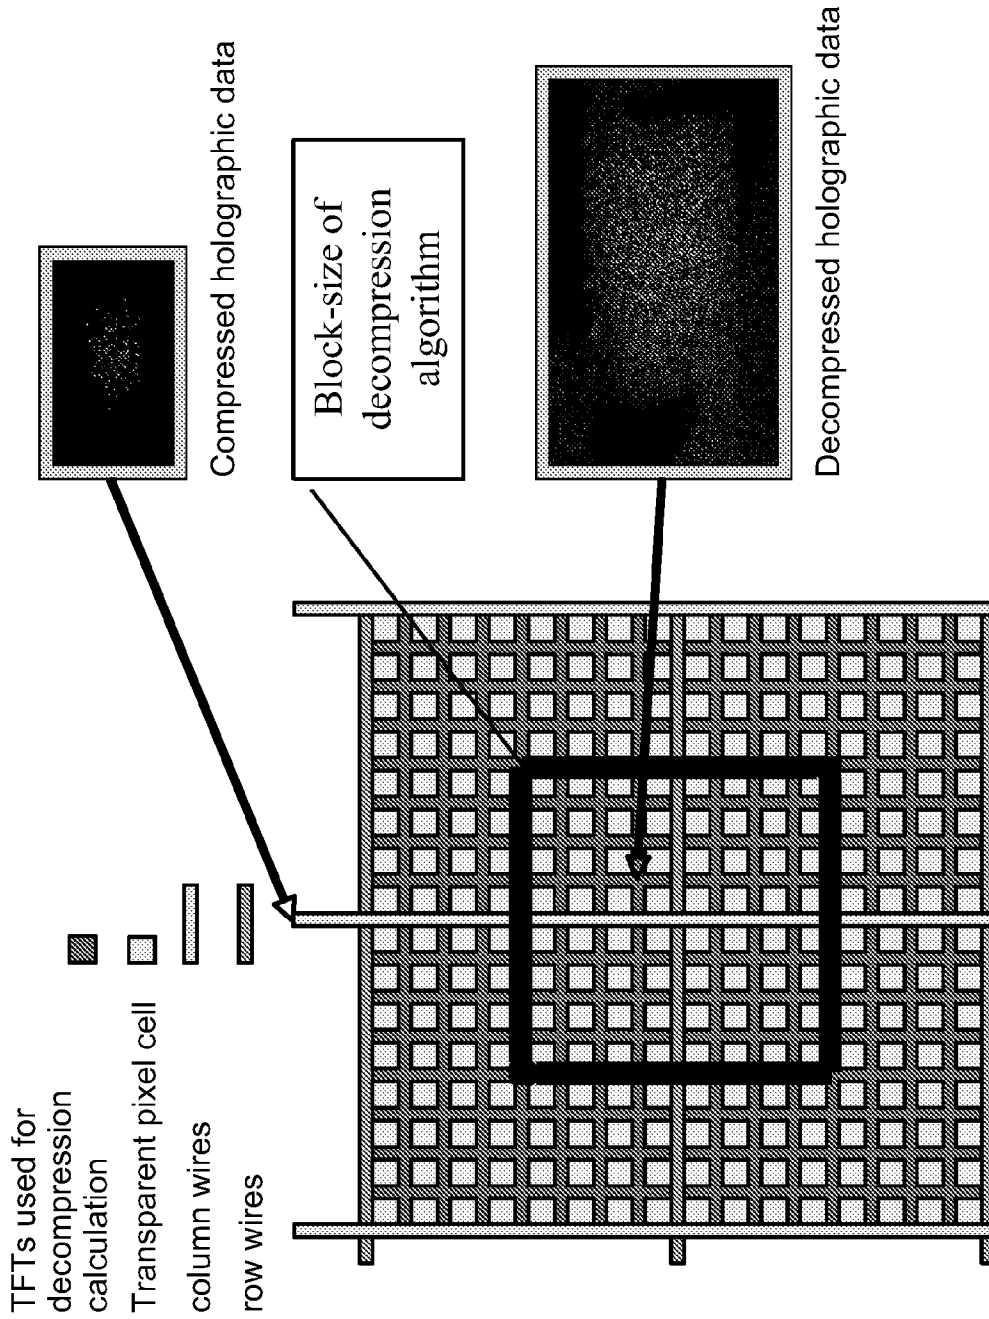 TFTs used for
decompression
calculation
Transparent pixel cell
column wires
row wires
Compressed holographic data
Block-size of
decompression
algorithm
Decompressed holographic data